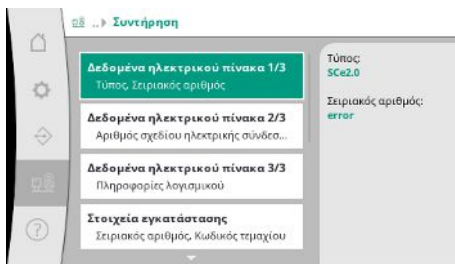 ..▸ Συντήρηση
Δεδομένα ηλεκτρικού πίνακα 1/3
Τύπος, Σειριακός αριθμός
Δεδομένα ηλεκτρικού πίνακα 2/3
Αριθμός σχεδίου ηλεκτρικής σύνδεσ...
Δεδομένα ηλεκτρικού πίνακα 3/3
Πληροφορίες λογισμικού
Στοιχεία εγκατάστασης
Σειριακός αριθμός, Κωδικός τεμαχίου
Τύπος:
SCe2.0
Σειριακός αριθμός:
error